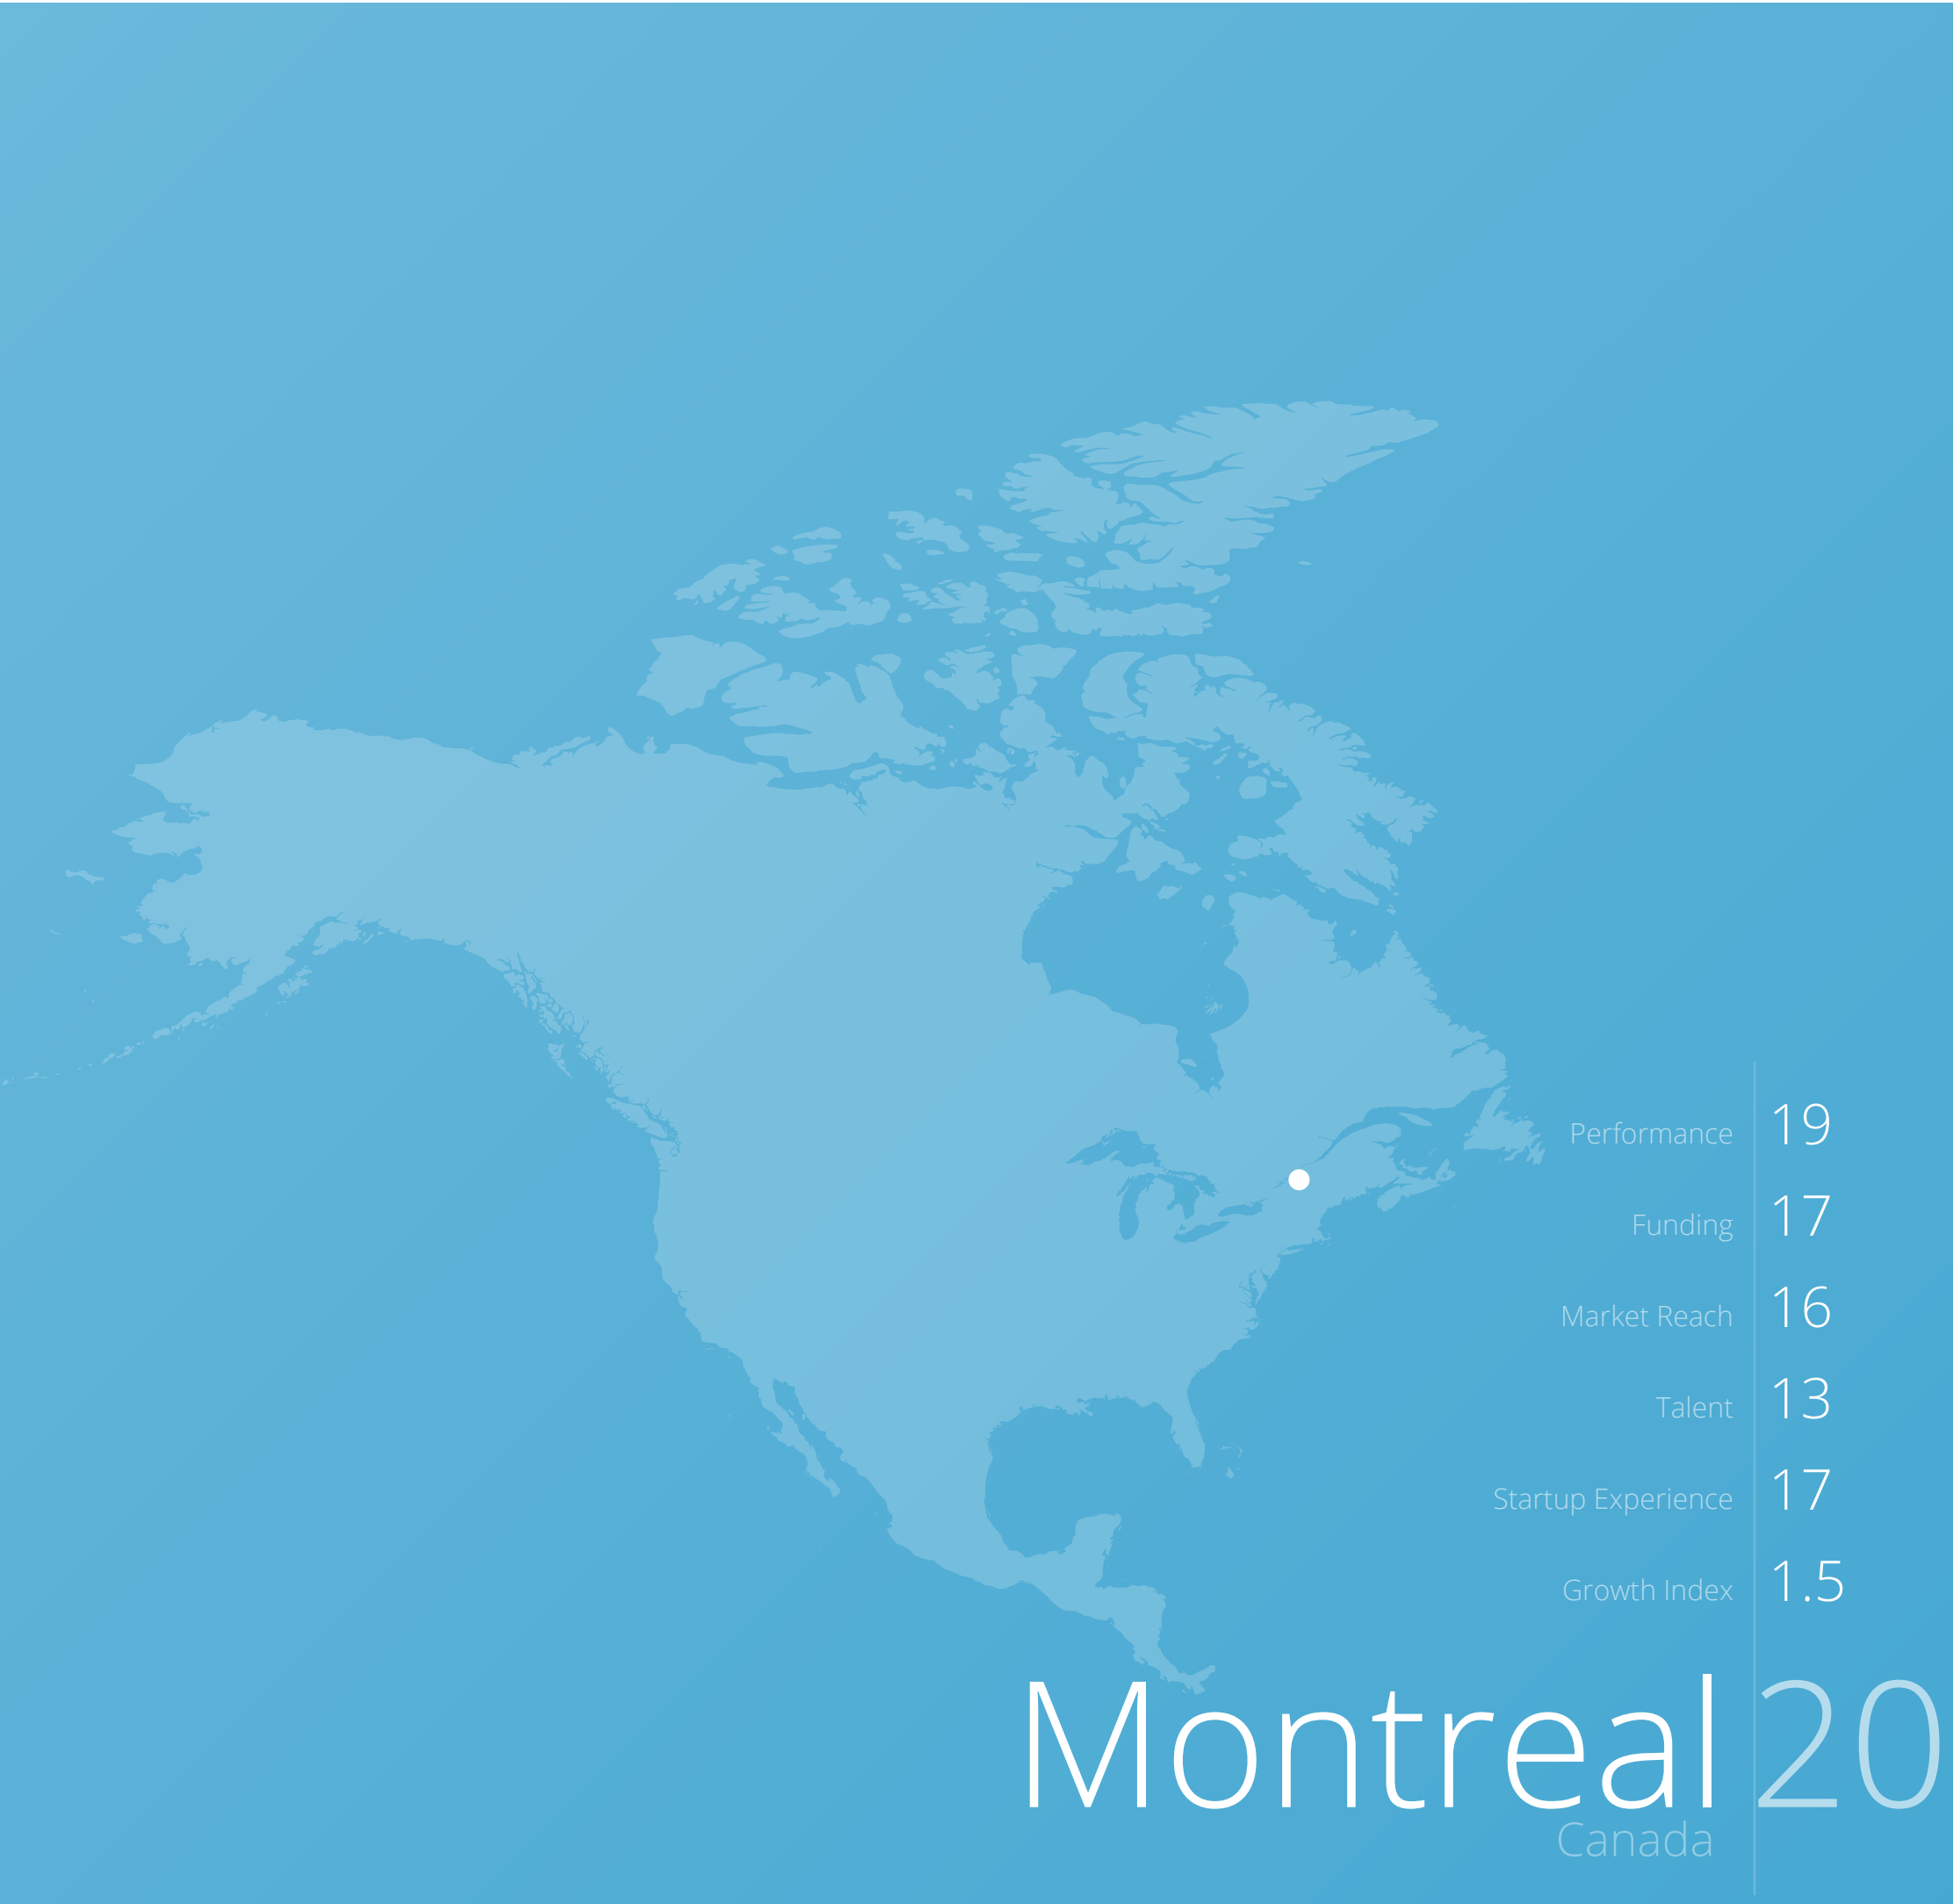 Performance 19
Funding 17
Market Reach 16
Talent 13
Startup Experience 17
Growth Index 1.5
Montreal 20
Canada